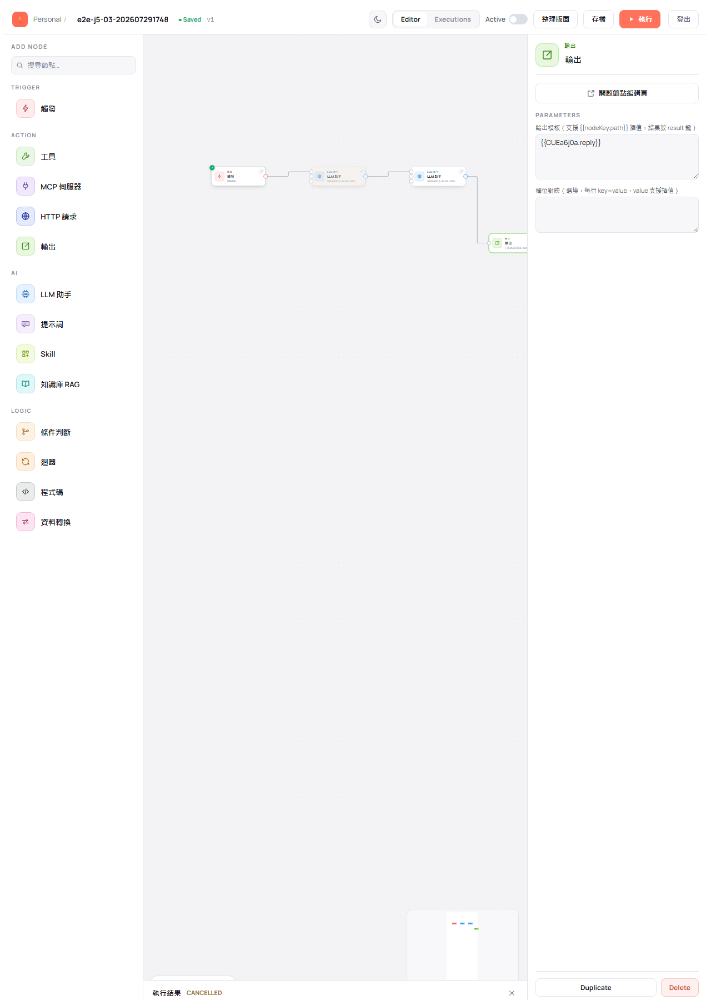 Personal /
e2e-j5-03-202607291748
Saved
v1
Editor
Executions
Active
整理版面
存檔
執行
登出
ADD NODE
搜尋節點...
TRIGGER
觸發
ACTION
工具
MCP 伺服器
HTTP 請求
輸出
AI
LLM 助手
提示詞
Skill
知識庫 RAG
LOGIC
條件判斷
迴圈
程式碼
資料轉換
觸發
觸發
MANUAL
LLM 助手
LLM 助手
LLM 助手
LLM 助手
輸出
輸出
執行結果
CANCELLED
輸出
輸出
開啟節點編輯頁
PARAMETERS
輸出模板（支援 {{nodeKey.path}} 插值，結果放 result 鍵）
{{CUEa6j0a.reply}}
欄位對映（選填，每行 key=value，value 支援插值）
Duplicate
Delete